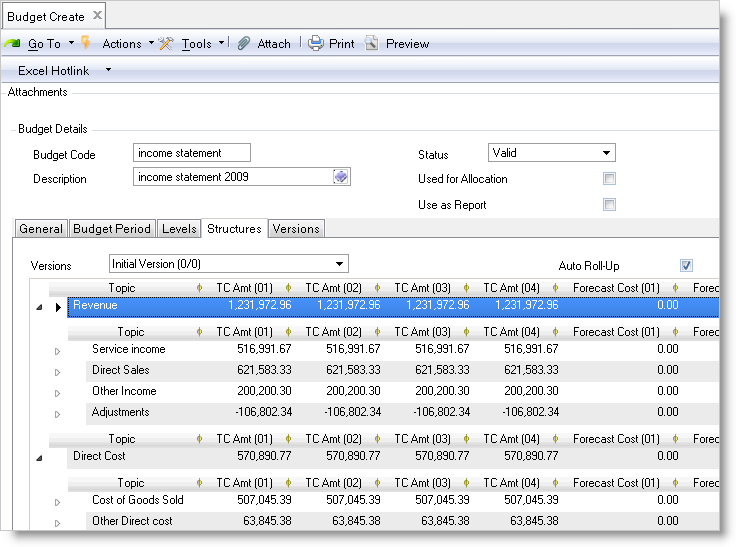 Budget Create
Go To Actions Tools Attach Print Preview
Excel Hotlink
Attachments
Budget Details
Budget Code income statement Status Valid
Description income statement 2009 Used for Allocation
Use as Report
General Budget Period Levels Structures Versions
Versions Initial Version (0/0) Auto Roll-Up
Topic TC Amt (01) TC Amt (02) TC Amt (03) TC Amt (04) Forecast Cost (01) Forec
Revenue 1,231,972.96 1,231,972.96 1,231,972.96 1,231,972.96 0.00
Topic TC Amt (01) TC Amt (02) TC Amt (03) TC Amt (04) Forecast Cost (01) Forec
Service income 516,991.67 516,991.67 516,991.67 516,991.67 0.00
Direct Sales 621,583.33 621,583.33 621,583.33 621,583.33 0.00
Other Income 200,200.30 200,200.30 200,200.30 200,200.30 0.00
Adjustments -106,802.34 -106,802.34 -106,802.34 -106,802.34 0.00
Topic TC Amt (01) TC Amt (02) TC Amt (03) TC Amt (04) Forecast Cost (01) Forec
Direct Cost 570,890.77 570,890.77 570,890.77 570,890.77 0.00
Topic TC Amt (01) TC Amt (02) TC Amt (03) TC Amt (04) Forecast Cost (01) Forec
Cost of Goods Sold 507,045.39 507,045.39 507,045.39 507,045.39 0.00
Other Direct cost 63,845.38 63,845.38 63,845.38 63,845.38 0.00